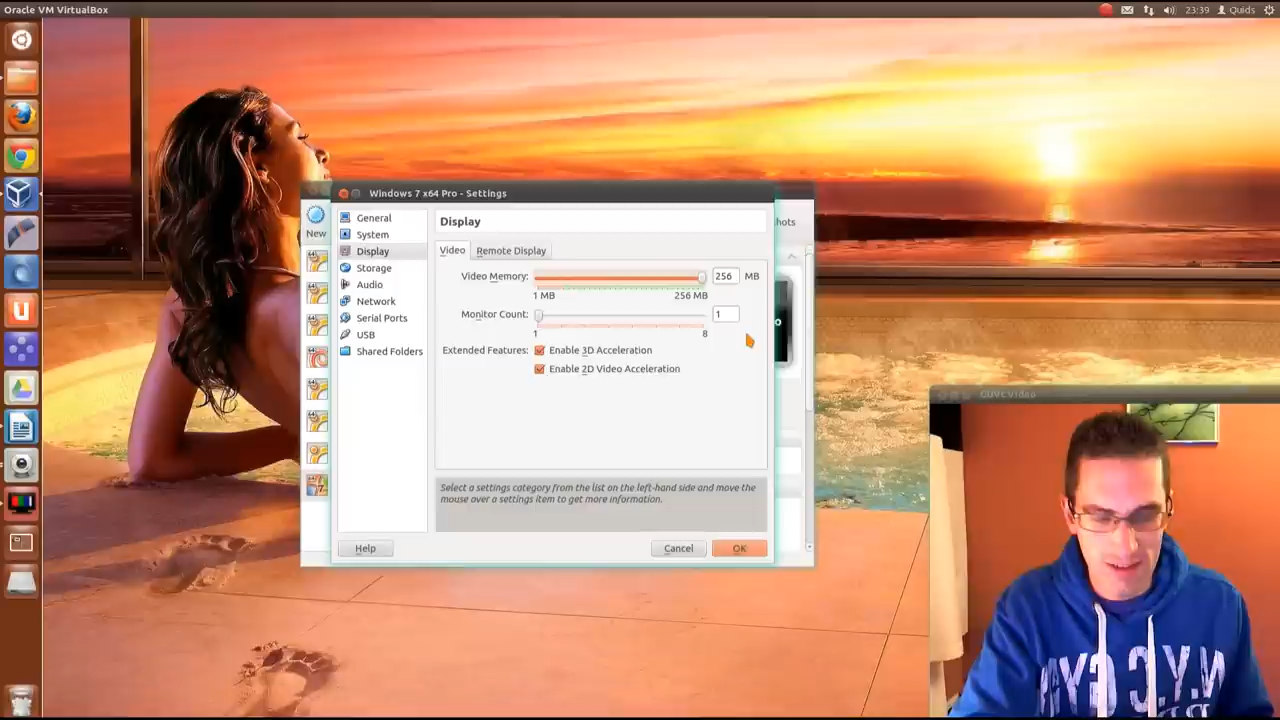 Oracle VM VirtualBox
23:39
Quids
Windows 7 x64 Pro - Settings
New
hots
General
System
Display
Storage
Audio
Network
Serial Ports
USB
Shared Folders
Display
Video
Remote Display
Video Memory:
256 MB
1 MB
256 MB
Monitor Count:
1
1
8
Extended Features:
Enable 3D Acceleration
Enable 2D Video Acceleration
Select a settings category from the list on the left-hand side and move the
mouse over a settings item to get more information.
Help
Cancel
OK
GUVCVideo
N.Y.C